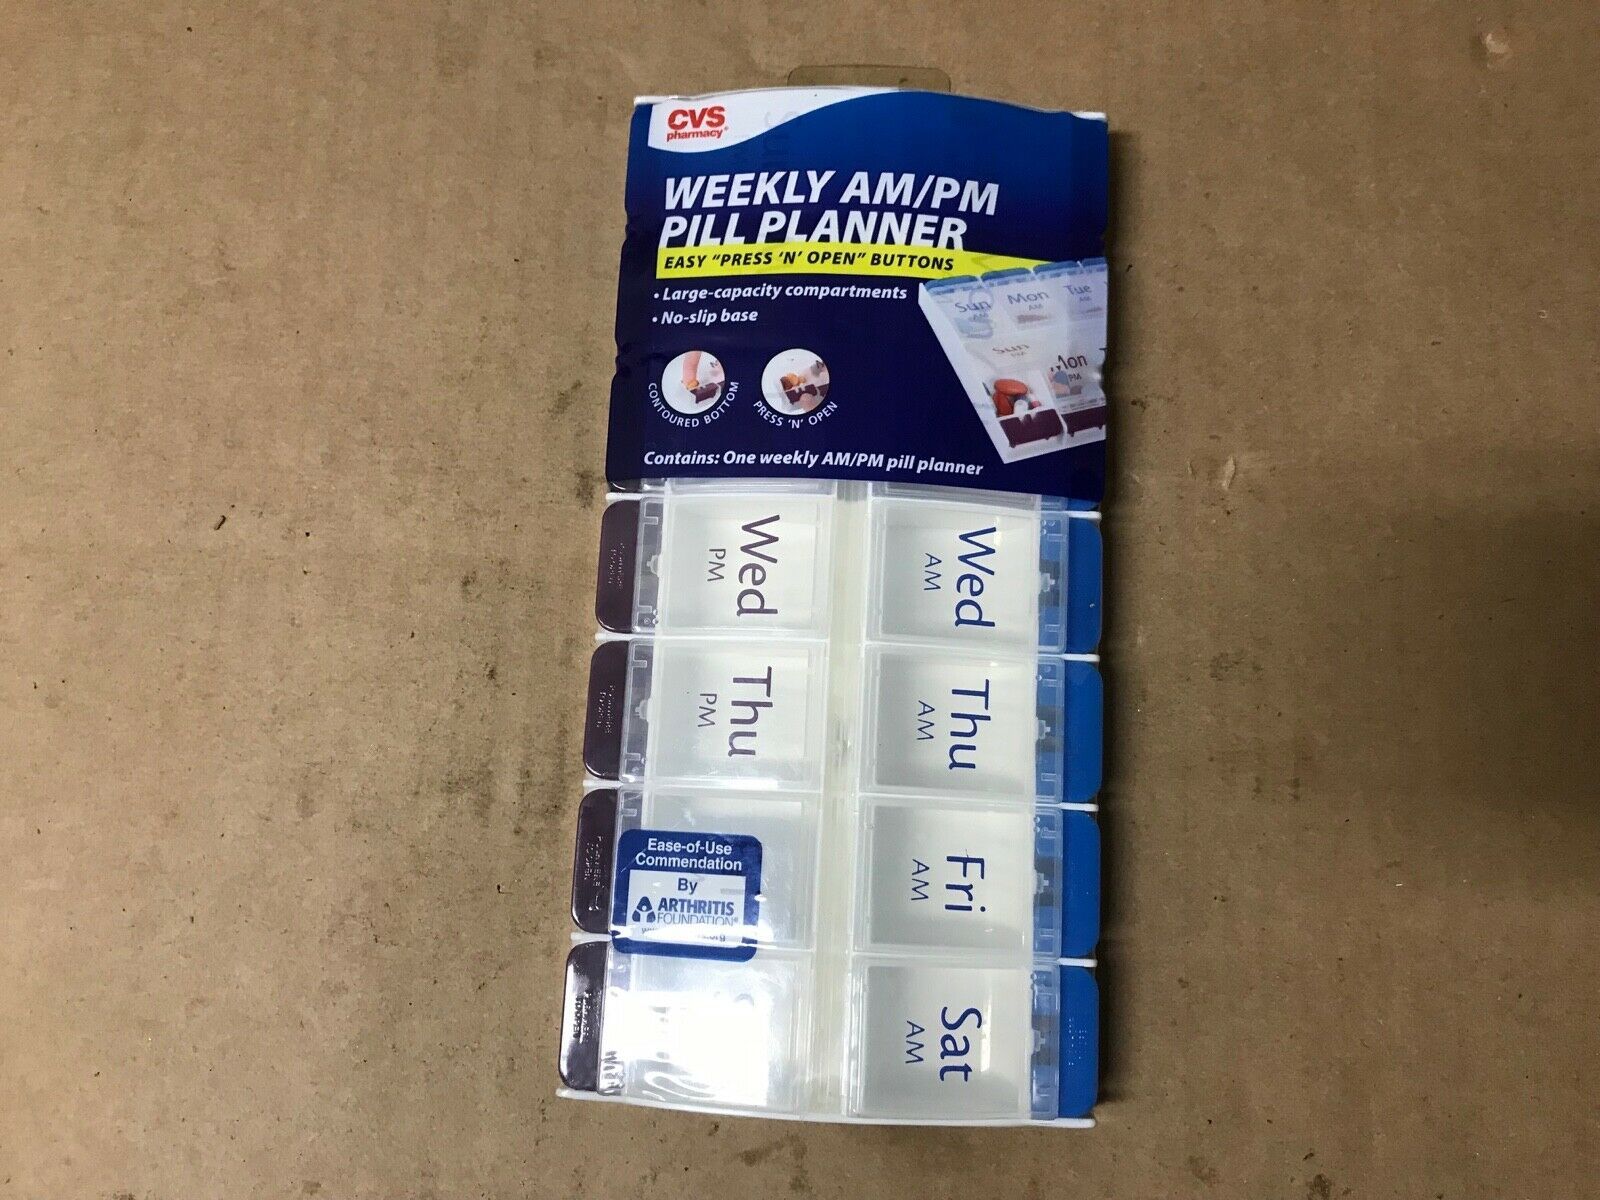 CVS
pharmacy®
WEEKLY AM/PM
PILL PLANNER
EASY "PRESS 'N' OPEN" BUTTONS
• Large-capacity compartments
• No-slip base
CONTOURED BOTTOM
PRESS 'N' OPEN
Sun
AM
Mon
AM
Tue
AM
Sun
PM
Mon
PM
Contains: One weekly AM/PM pill planner
Wed
PM
Wed
AM
Thu
PM
Thu
AM
Fri
AM
Sat
AM
Ease-of-Use
Commendation
By
ARTHRITIS
FOUNDATION®